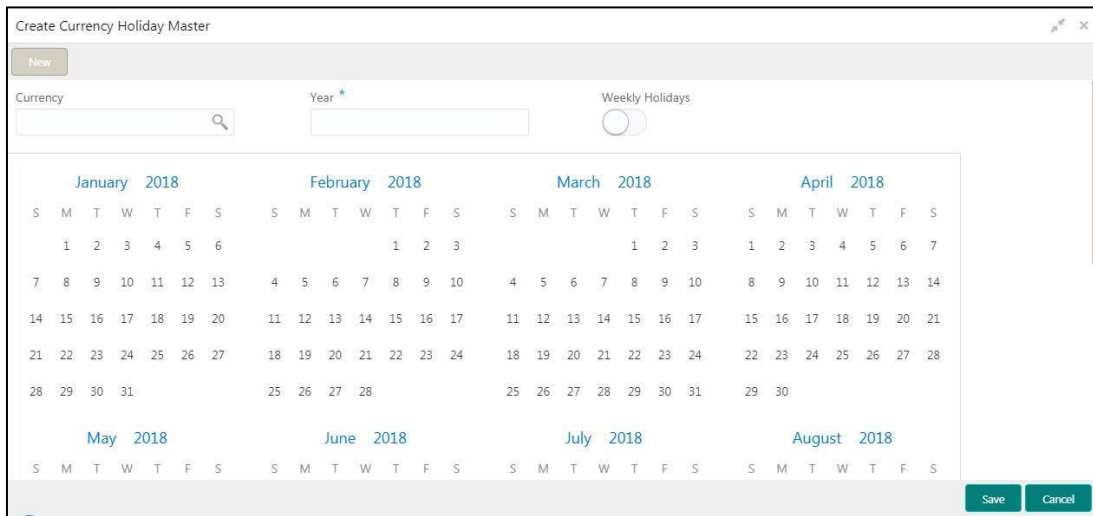 Create Currency Holiday Master
New
Currency Year * Weekly Holidays
January 2018 February 2018 March 2018 April 2018
S M T W T F S S M T W T F S S M T W T F S S M T W T F S
1 2 3 4 5 6 1 2 3 1 2 3 1 2 3 4 5 6 7
7 8 9 10 11 12 13 4 5 6 7 8 9 10 4 5 6 7 8 9 10 8 9 10 11 12 13 14
14 15 16 17 18 19 20 11 12 13 14 15 16 17 11 12 13 14 15 16 17 15 16 17 18 19 20 21
21 22 23 24 25 26 27 18 19 20 21 22 23 24 18 19 20 21 22 23 24 22 23 24 25 26 27 28
28 29 30 31 25 26 27 28 25 26 27 28 29 30 31 29 30
May 2018 June 2018 July 2018 August 2018
S M T W T F S S M T W T F S S M T W T F S S M T W T F S
Save Cancel